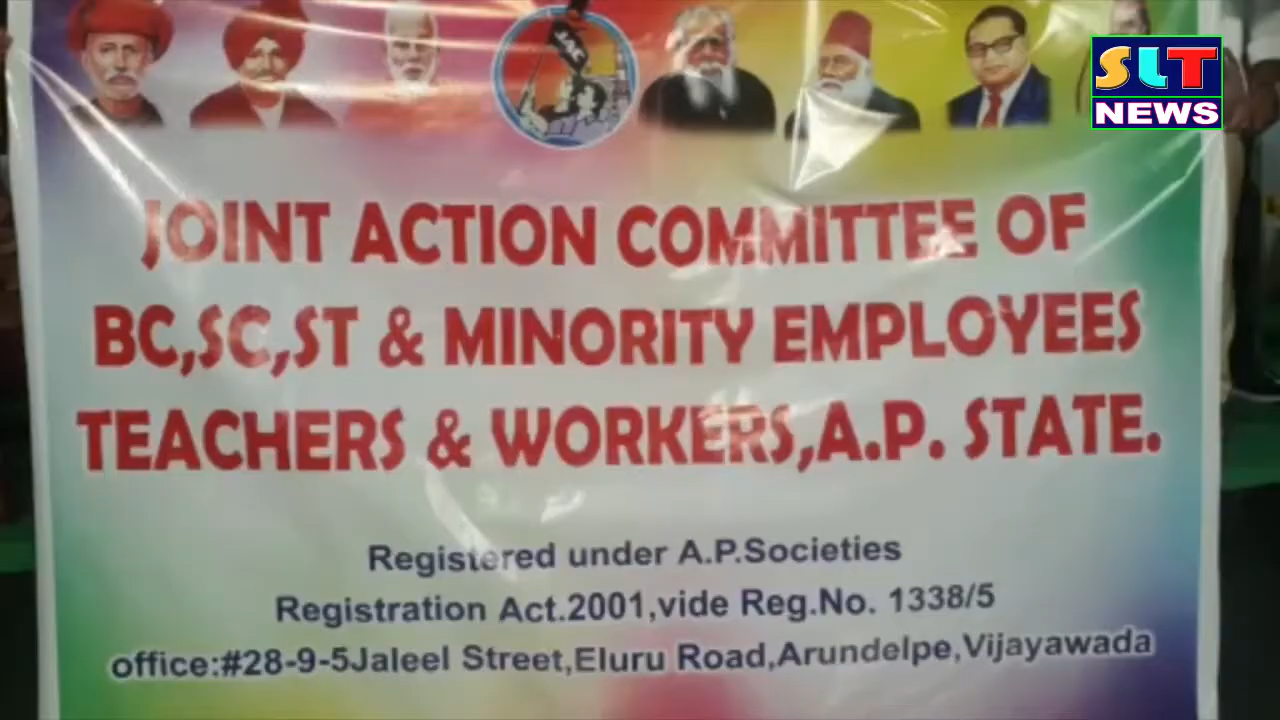 JAC
SLT
NEWS
JOINT ACTION COMMITTEE OF
BC,SC,ST & MINORITY EMPLOYEES
TEACHERS & WORKERS,A.P. STATE.
Registered under A.P.Societies
Registration Act.2001,vide Reg.No. 1338/5
office:#28-9-5Jaleel Street,Eluru Road,Arundelpe,Vijayawada